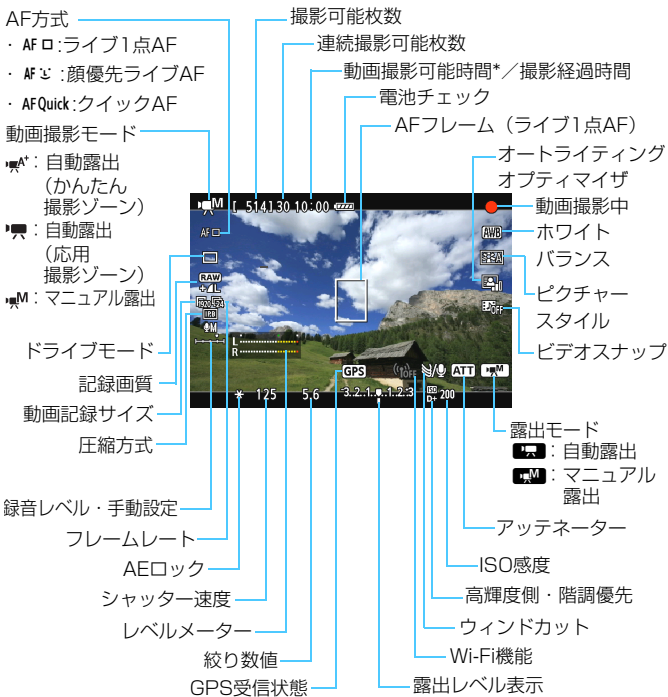 AF方式
・AF□:ライブ1点AF
・AF:顔優先ライブAF
・AFQuick:クイックAF
動画撮影モード
A+：自動露出
（かんたん
撮影ゾーン）
：自動露出
（応用
撮影ゾーン）
M：マニュアル露出
ドライブモード
記録画質
動画記録サイズ
圧縮方式
録音レベル・手動設定
フレームレート
AEロック
シャッター速度
レベルメーター
絞り数値
GPS受信状態
撮影可能枚数
連続撮影可能枚数
動画撮影可能時間*／撮影経過時間
電池チェック
AFフレーム（ライブ1点AF）
オートライティング
オプティマイザ
動画撮影中
ホワイト
バランス
ピクチャー
スタイル
ビデオスナップ
露出モード
：自動露出
M：マニュアル
露出
アッテネーター
ISO感度
高輝度側・階調優先
ウィンドカット
Wi-Fi機能
露出レベル表示
M [ 514]30 10:00
AF□
AWB
RAW
+L
IPB
M
L
R
OFF
GPS
OFF
ATT
M
* 125 5.6 3..2..1....1..2..3 ISO D+ 200